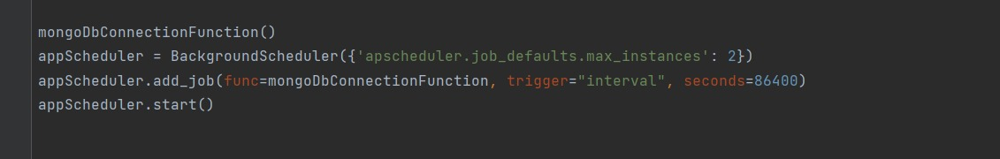 mongoDbConnectionFunction()
appScheduler = BackgroundScheduler({'apscheduler.job_defaults.max_instances': 2})
appScheduler.add_job(func=mongoDbConnectionFunction, trigger="interval", seconds=86400)
appScheduler.start()